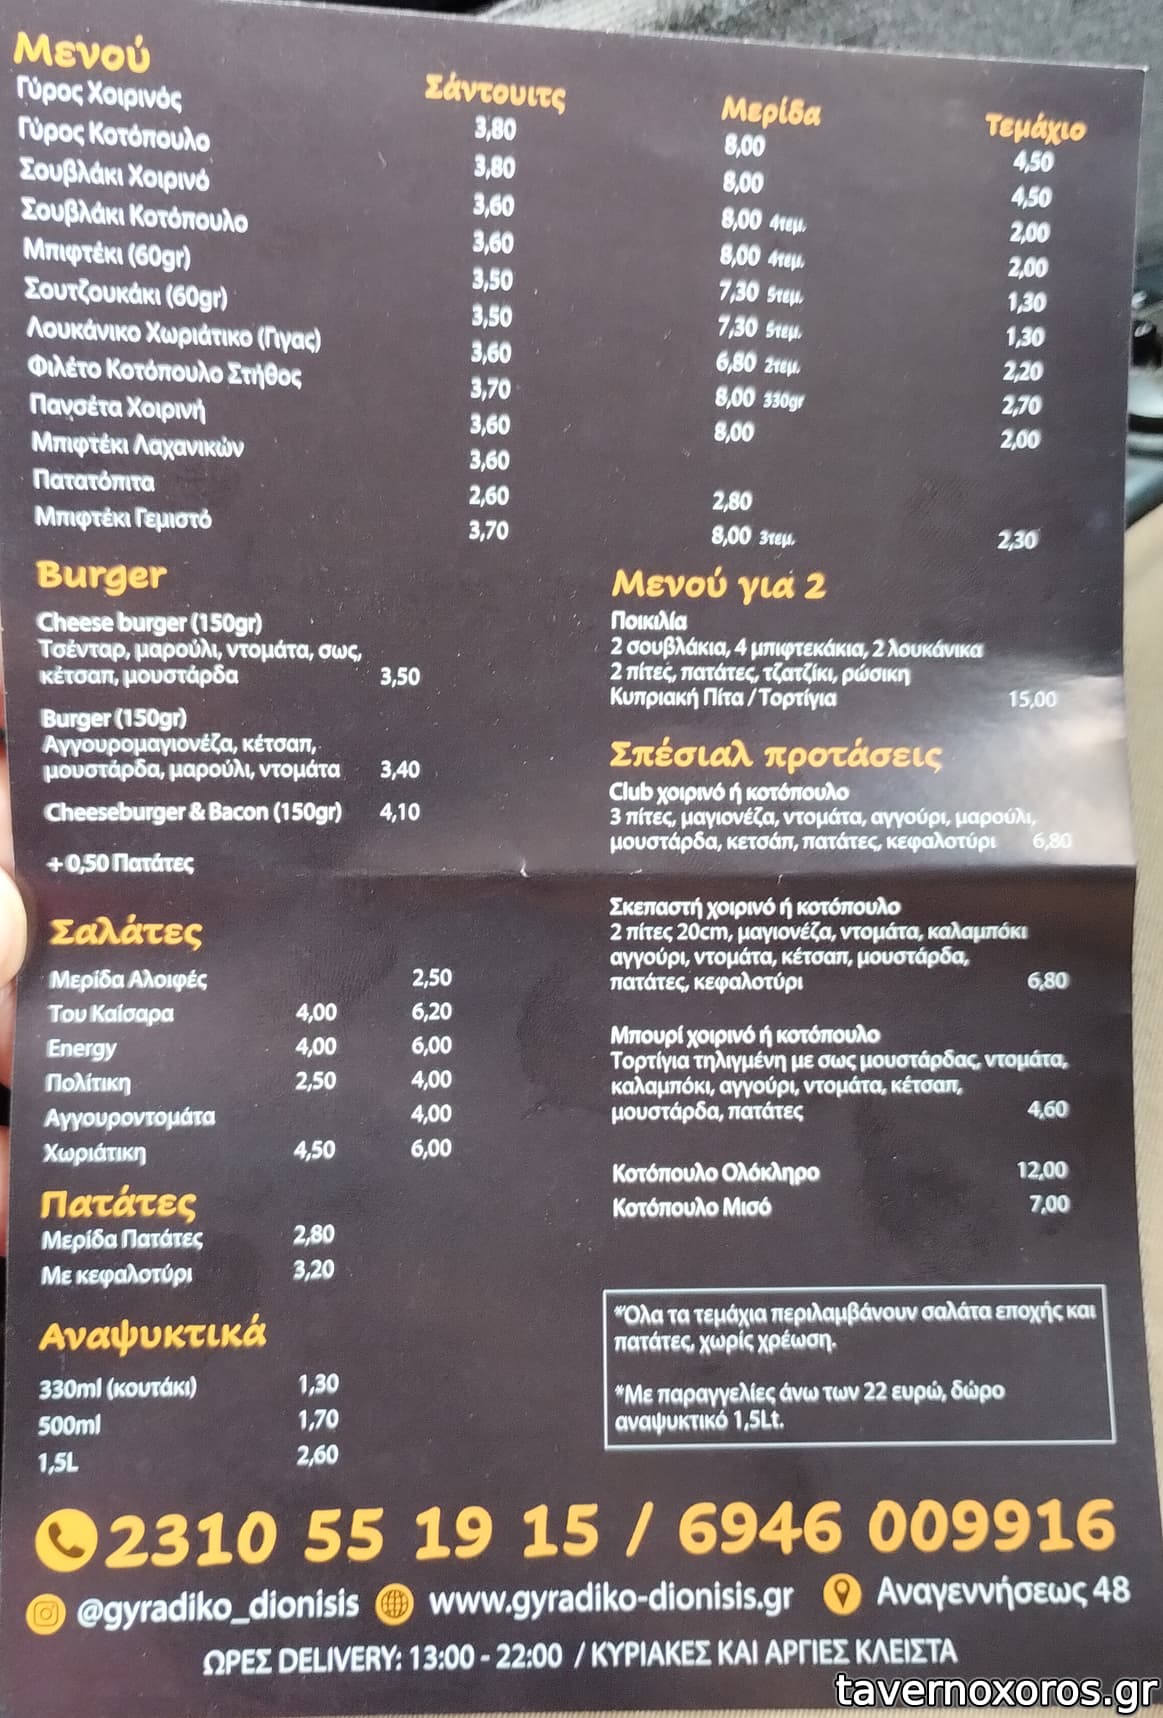 Μενού
Σάντουιτς Μερίδα Τεμάχιο
Γύρος Χοιρινός 3,80 8,00 4,50
Γύρος Κοτόπουλο 3,80 8,00 4,50
Σουβλάκι Χοιρινό 3,60 8,00 4τεμ. 2,00
Σουβλάκι Κοτόπουλο 3,60 8,00 4τεμ. 2,00
Μπιφτέκι (60gr) 3,50 7,30 5τεμ. 1,30
Σουτζουκάκι (60gr) 3,50 7,30 5τεμ. 1,30
Λουκάνικο Χωριάτικο (Γιγας) 3,60 6,80 2τεμ. 2,20
Φιλέτο Κοτόπουλο Στήθος 3,70 8,00 330gr 2,70
Πανσέτα Χοιρινή 3,60 8,00 2,00
Μπιφτέκι Λαχανικών 3,60
Πατατόπιτα 2,60 2,80
Μπιφτέκι Γεμιστό 3,70 8,00 3τεμ. 2,30
Burger
Cheese burger (150gr)
Τσένταρ, μαρούλι, ντομάτα, σως,
κέτσαπ, μουστάρδα 3,50
Burger (150gr)
Αγγουρομαγιονέζα, κέτσαπ,
μουστάρδα, μαρούλι, ντομάτα 3,40
Cheeseburger & Bacon (150gr) 4,10
+ 0,50 Πατάτες
Σαλάτες
Μερίδα Αλοιφές 2,50
Του Καίσαρα 4,00 6,20
Energy 4,00 6,00
Πολίτικη 2,50 4,00
Αγγουροντομάτα 4,00
Χωριάτικη 4,50 6,00
Πατάτες
Μερίδα Πατάτες 2,80
Με κεφαλοτύρι 3,20
Αναψυκτικά
330ml (κουτάκι) 1,30
500ml 1,70
1,5L 2,60
Μενού για 2
Ποικιλία
2 σουβλάκια, 4 μπιφτεκάκια, 2 λουκάνικα
2 πίτες, πατάτες, τζατζίκι, ρώσικη
Κυπριακή Πίτα / Τορτίγια 15,00
Σπέσιαλ προτάσεις
Club χοιρινό ή κοτόπουλο
3 πίτες, μαγιονέζα, ντομάτα, αγγούρι, μαρούλι,
μουστάρδα, κετσάπ, πατάτες, κεφαλοτύρι 6,80
Σκεπαστή χοιρινό ή κοτόπουλο
2 πίτες 20cm, μαγιονέζα, ντομάτα, καλαμπόκι
αγγούρι, ντομάτα, κέτσαπ, μουστάρδα,
πατάτες, κεφαλοτύρι 6,80
Μπουρί χοιρινό ή κοτόπουλο
Τορτίγια τηλιγμένη με σως μουστάρδας, ντομάτα,
καλαμπόκι, αγγούρι, ντομάτα, κέτσαπ,
μουστάρδα, πατάτες 4,60
Κοτόπουλο Ολόκληρο 12,00
Κοτόπουλο Μισό 7,00
*Όλα τα τεμάχια περιλαμβάνουν σαλάτα εποχής και
πατάτες, χωρίς χρέωση.
*Με παραγγελίες άνω των 22 ευρώ, δώρο
αναψυκτικό 1,5Lt.
2310 55 19 15 / 6946 009916
@gyradiko_dionisis www.gyradiko-dionisis.gr Αναγεννήσεως 48
ΩΡΕΣ DELIVERY: 13:00 - 22:00 / ΚΥΡΙΑΚΕΣ ΚΑΙ ΑΡΓΙΕΣ ΚΛΕΙΣΤΑ
tavernoxoros.gr